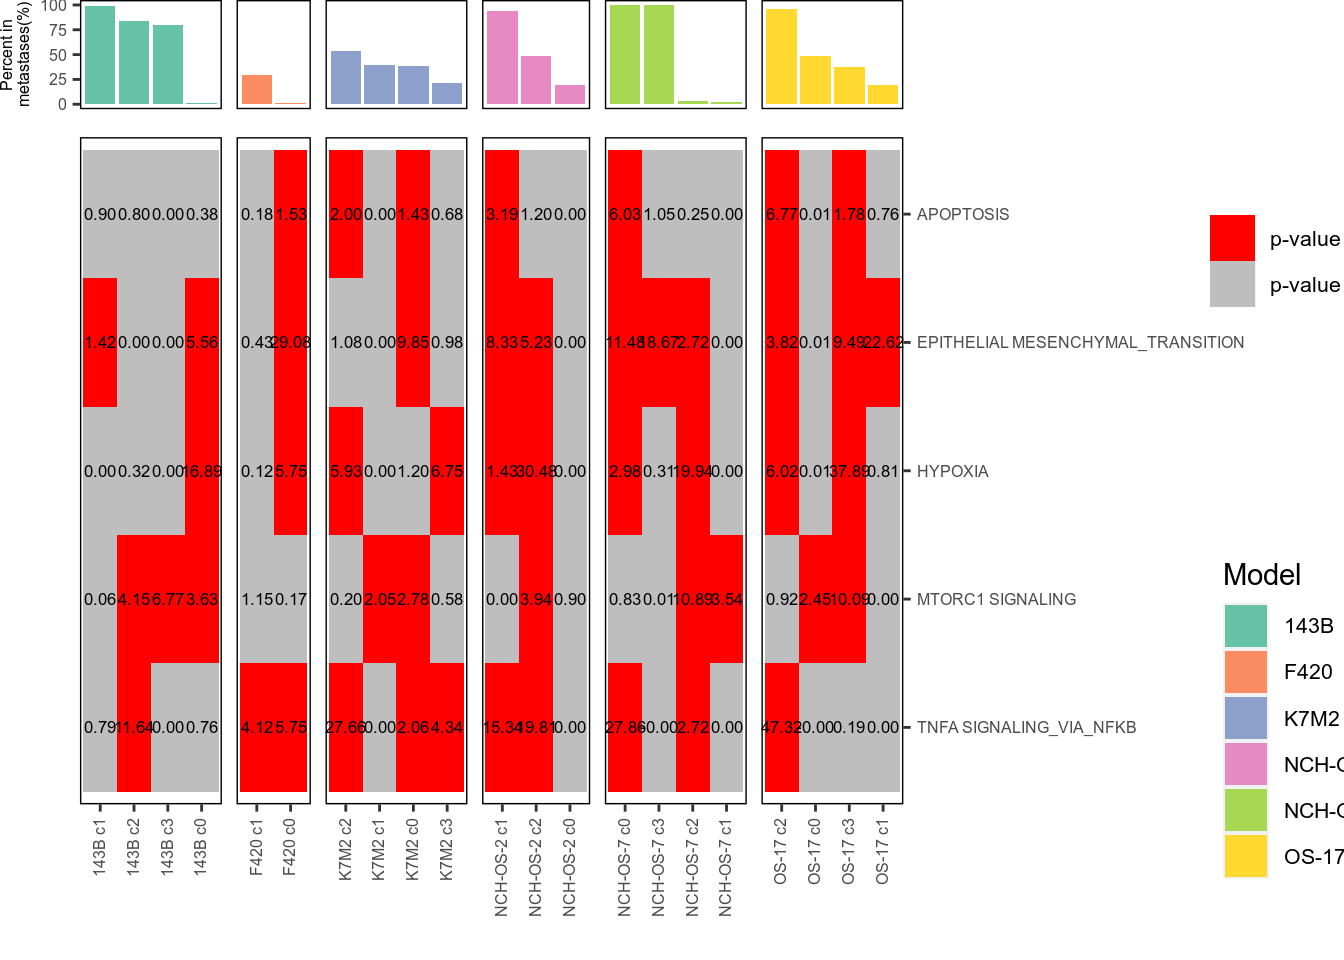 Percent in
metastases(%)
100
75
50
25
0
0.90 0.80 0.00 0.38 0.18 1.53 2.00 0.00 1.43 0.68 3.19 1.20 0.00 6.03 1.05 0.25 0.00 6.77 0.01 1.78 0.76 APOPTOSIS
1.42 0.00 0.00 5.56 0.43 29.08 1.08 0.00 9.85 0.98 8.33 5.23 0.00 11.48 8.67 2.72 0.00 3.82 0.01 9.49 22.62 EPITHELIAL MESENCHYMAL_TRANSITION
0.00 0.32 0.00 16.89 0.12 5.75 5.93 0.00 1.20 6.75 1.43 30.48 0.00 2.98 0.31 19.94 0.00 6.02 0.01 37.89 0.81 HYPOXIA
0.06 4.15 6.77 3.63 1.15 0.17 0.20 2.05 2.78 0.58 0.00 3.94 0.90 0.83 0.01 10.89 3.54 0.92 2.45 10.09 0.00 MTORC1 SIGNALING
0.79 11.64 0.00 0.76 4.12 5.75 27.66 0.00 2.06 4.34 15.34 19.81 0.00 27.86 0.00 2.72 0.00 47.32 0.00 0.19 0.00 TNFA SIGNALING_VIA_NFKB
143B c1
143B c2
143B c3
143B c0
F420 c1
F420 c0
K7M2 c2
K7M2 c1
K7M2 c0
K7M2 c3
NCH-OS-2 c1
NCH-OS-2 c2
NCH-OS-2 c0
NCH-OS-7 c0
NCH-OS-7 c3
NCH-OS-7 c2
NCH-OS-7 c1
OS-17 c2
OS-17 c0
OS-17 c3
OS-17 c1
p-value
p-value
Model
143B
F420
K7M2
NCH-
NCH-
OS-17